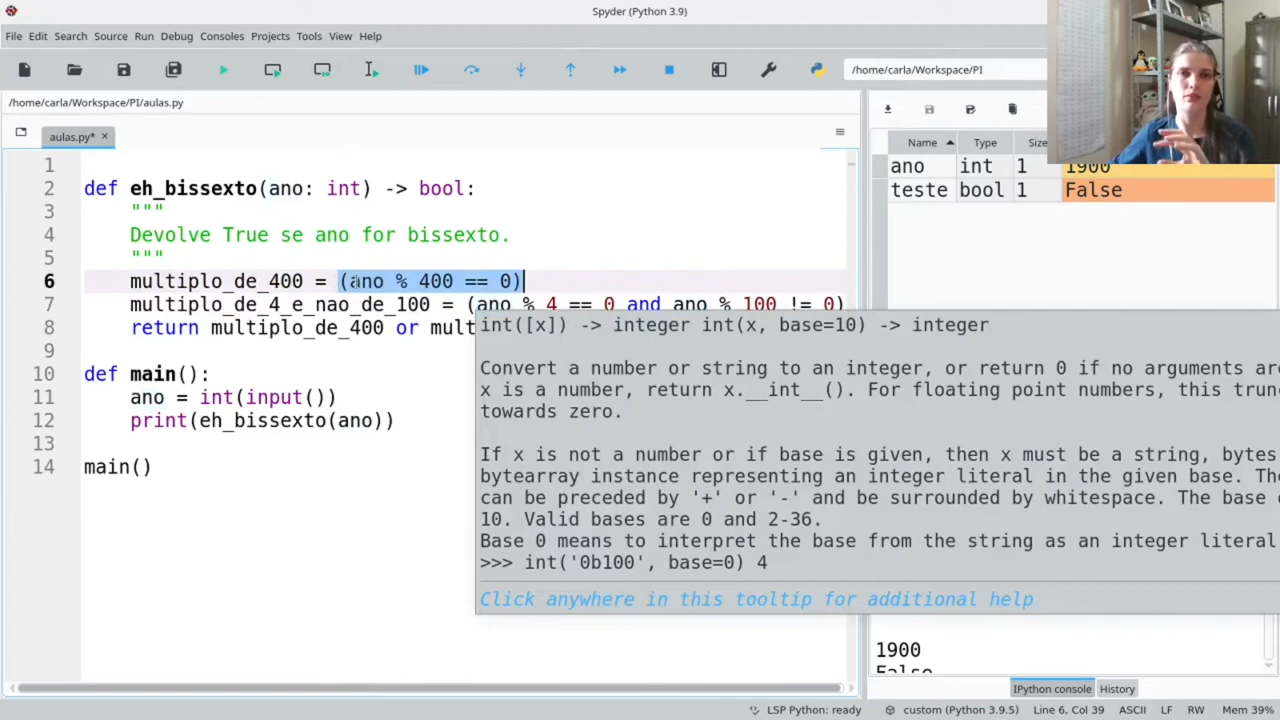 Spyder (Python 3.9)
File Edit Search Source Run Debug Consoles Projects Tools View Help
/home/carla/Workspace/PI
/home/carla/Workspace/PI/aulas.py
aulas.py*
Name Type Size
ano int 1 1900
teste bool 1 False
1
2 def eh_bissexto(ano: int) -> bool:
3 """
4 Devolve True se ano for bissexto.
5 """
6 multiplo_de_400 = (ano % 400 == 0)
7 multiplo_de_4_e_nao_de_100 = (ano % 4 == 0 and ano % 100 != 0)
8 return multiplo_de_400 or mult
9
10 def main():
11 ano = int(input())
12 print(eh_bissexto(ano))
13
14 main()
int([x]) -> integer int(x, base=10) -> integer
Convert a number or string to an integer, or return 0 if no arguments are
x is a number, return x.__int__(). For floating point numbers, this trun
towards zero.
If x is not a number or if base is given, then x must be a string, bytes
bytearray instance representing an integer literal in the given base. The
can be preceded by '+' or '-' and be surrounded by whitespace. The base
10. Valid bases are 0 and 2-36.
Base 0 means to interpret the base from the string as an integer literal
>>> int('0b100', base=0) 4
Click anywhere in this tooltip for additional help
1900
False
IPython console History
LSP Python: ready custom (Python 3.9.5) Line 6, Col 39 ASCII LF RW Mem 39%